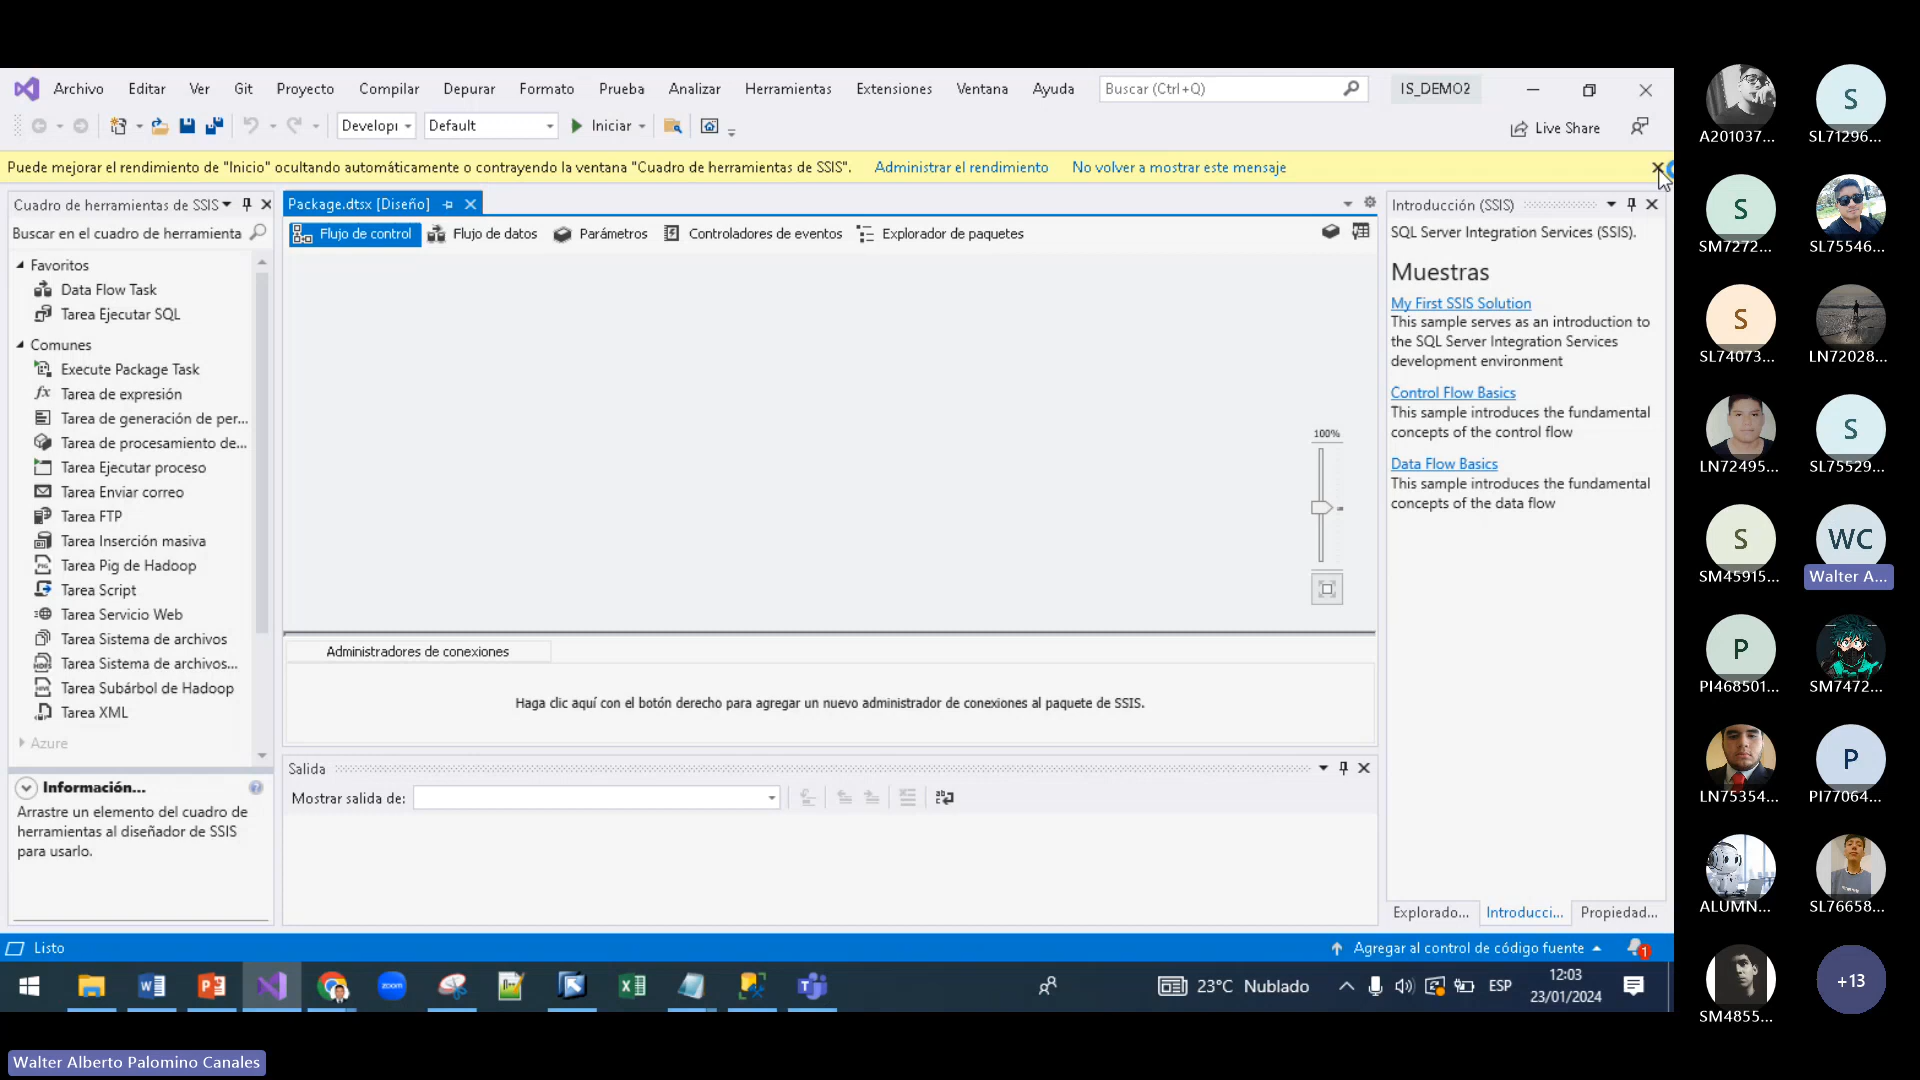 Archivo Editar Ver Git Proyecto Compilar Depurar Formato Prueba Analizar Herramientas Extensiones Ventana Ayuda Buscar (Ctrl+Q) IS_DEMO2
Developi Default Iniciar Live Share
Puede mejorar el rendimiento de "Inicio" ocultando automáticamente o contrayendo la ventana "Cuadro de herramientas de SSIS". Administrar el rendimiento No volver a mostrar este mensaje
Cuadro de herramientas de SSIS
Buscar en el cuadro de herramienta
Favoritos
Data Flow Task
Tarea Ejecutar SQL
Comunes
Execute Package Task
Tarea de expresión
Tarea de generación de per...
Tarea de procesamiento de...
Tarea Ejecutar proceso
Tarea Enviar correo
Tarea FTP
Tarea Inserción masiva
Tarea Pig de Hadoop
Tarea Script
Tarea Servicio Web
Tarea Sistema de archivos
Tarea Sistema de archivos...
Tarea Subárbol de Hadoop
Tarea XML
Azure
Información...
Arrastre un elemento del cuadro de
herramientas al diseñador de SSIS
para usarlo.
Package.dtsx [Diseño]
Flujo de control Flujo de datos Parámetros Controladores de eventos Explorador de paquetes
100%
Administradores de conexiones
Haga clic aquí con el botón derecho para agregar un nuevo administrador de conexiones al paquete de SSIS.
Salida
Mostrar salida de:
Introducción (SSIS)
SQL Server Integration Services (SSIS).
Muestras
My First SSIS Solution
This sample serves as an introduction to
the SQL Server Integration Services
development environment
Control Flow Basics
This sample introduces the fundamental
concepts of the control flow
Data Flow Basics
This sample introduces the fundamental
concepts of the data flow
Explorado... Introducci... Propiedad...
Listo Agregar al control de código fuente 1
zoom 23°C Nublado ESP 12:03
23/01/2024
Walter Alberto Palomino Canales
S
A201037... SL71296...
S
SM7272... SL75546...
S
SL74073... LN72028...
S
LN72495... SL75529...
S WC
SM45915... Walter A...
P
PI468501... SM7472...
P
LN75354... PI77064...
ALUMN... SL76658...
+13
SM4855...